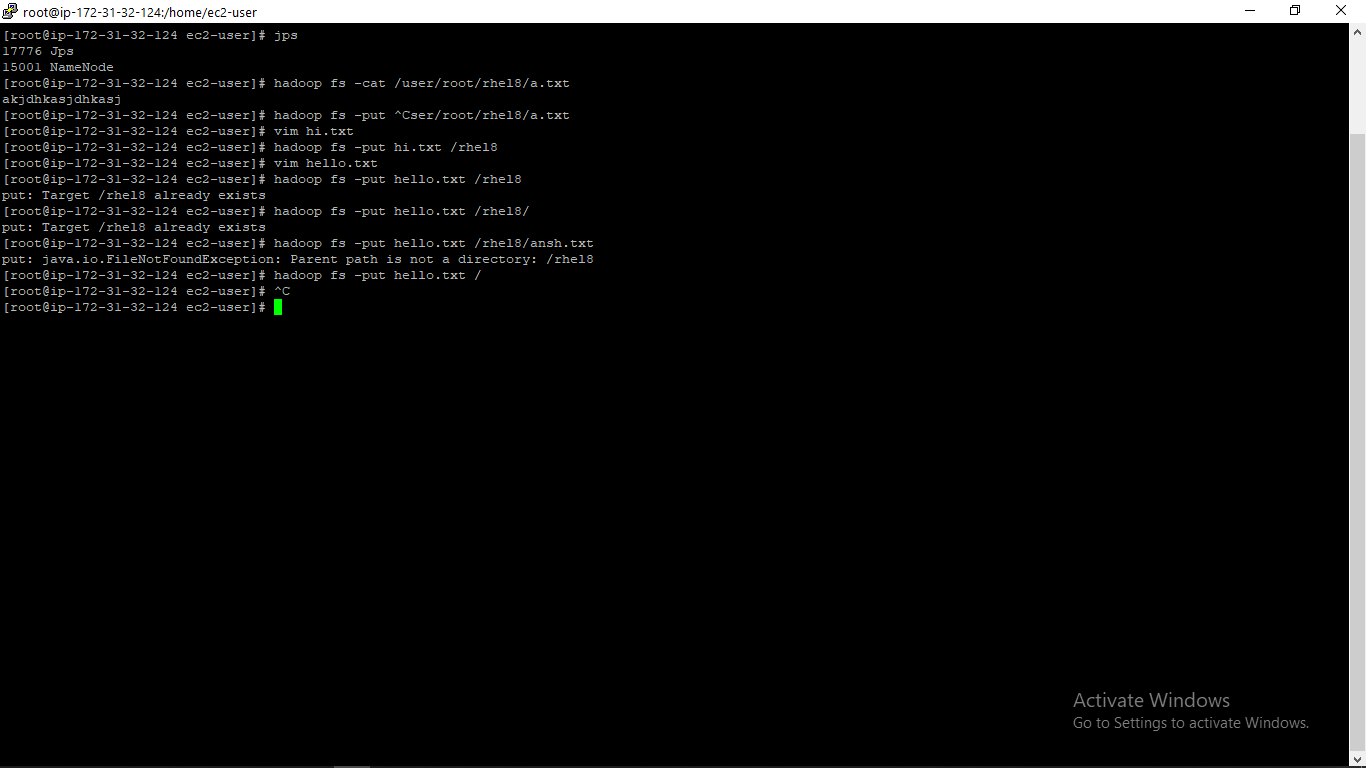 root@ip-172-31-32-124:/home/ec2-user
[root@ip-172-31-32-124 ec2-user]# jps
17776 Jps
15001 NameNode
[root@ip-172-31-32-124 ec2-user]# hadoop fs -cat /user/root/rhel8/a.txt
akjdhkasjdhkasj
[root@ip-172-31-32-124 ec2-user]# hadoop fs -put ^Cser/root/rhel8/a.txt
[root@ip-172-31-32-124 ec2-user]# vim hi.txt
[root@ip-172-31-32-124 ec2-user]# hadoop fs -put hi.txt /rhel8
[root@ip-172-31-32-124 ec2-user]# vim hello.txt
[root@ip-172-31-32-124 ec2-user]# hadoop fs -put hello.txt /rhel8
put: Target /rhel8 already exists
[root@ip-172-31-32-124 ec2-user]# hadoop fs -put hello.txt /rhel8/
put: Target /rhel8 already exists
[root@ip-172-31-32-124 ec2-user]# hadoop fs -put hello.txt /rhel8/ansh.txt
put: java.io.FileNotFoundException: Parent path is not a directory: /rhel8
[root@ip-172-31-32-124 ec2-user]# hadoop fs -put hello.txt /
[root@ip-172-31-32-124 ec2-user]# ^C
[root@ip-172-31-32-124 ec2-user]#
Activate Windows
Go to Settings to activate Windows.